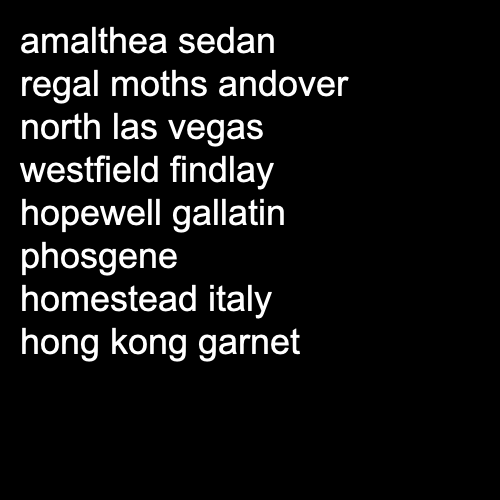 amalthea sedan
regal moths andover
north las vegas
westfield findlay
hopewell gallatin
phosgene
homestead italy
hong kong garnet